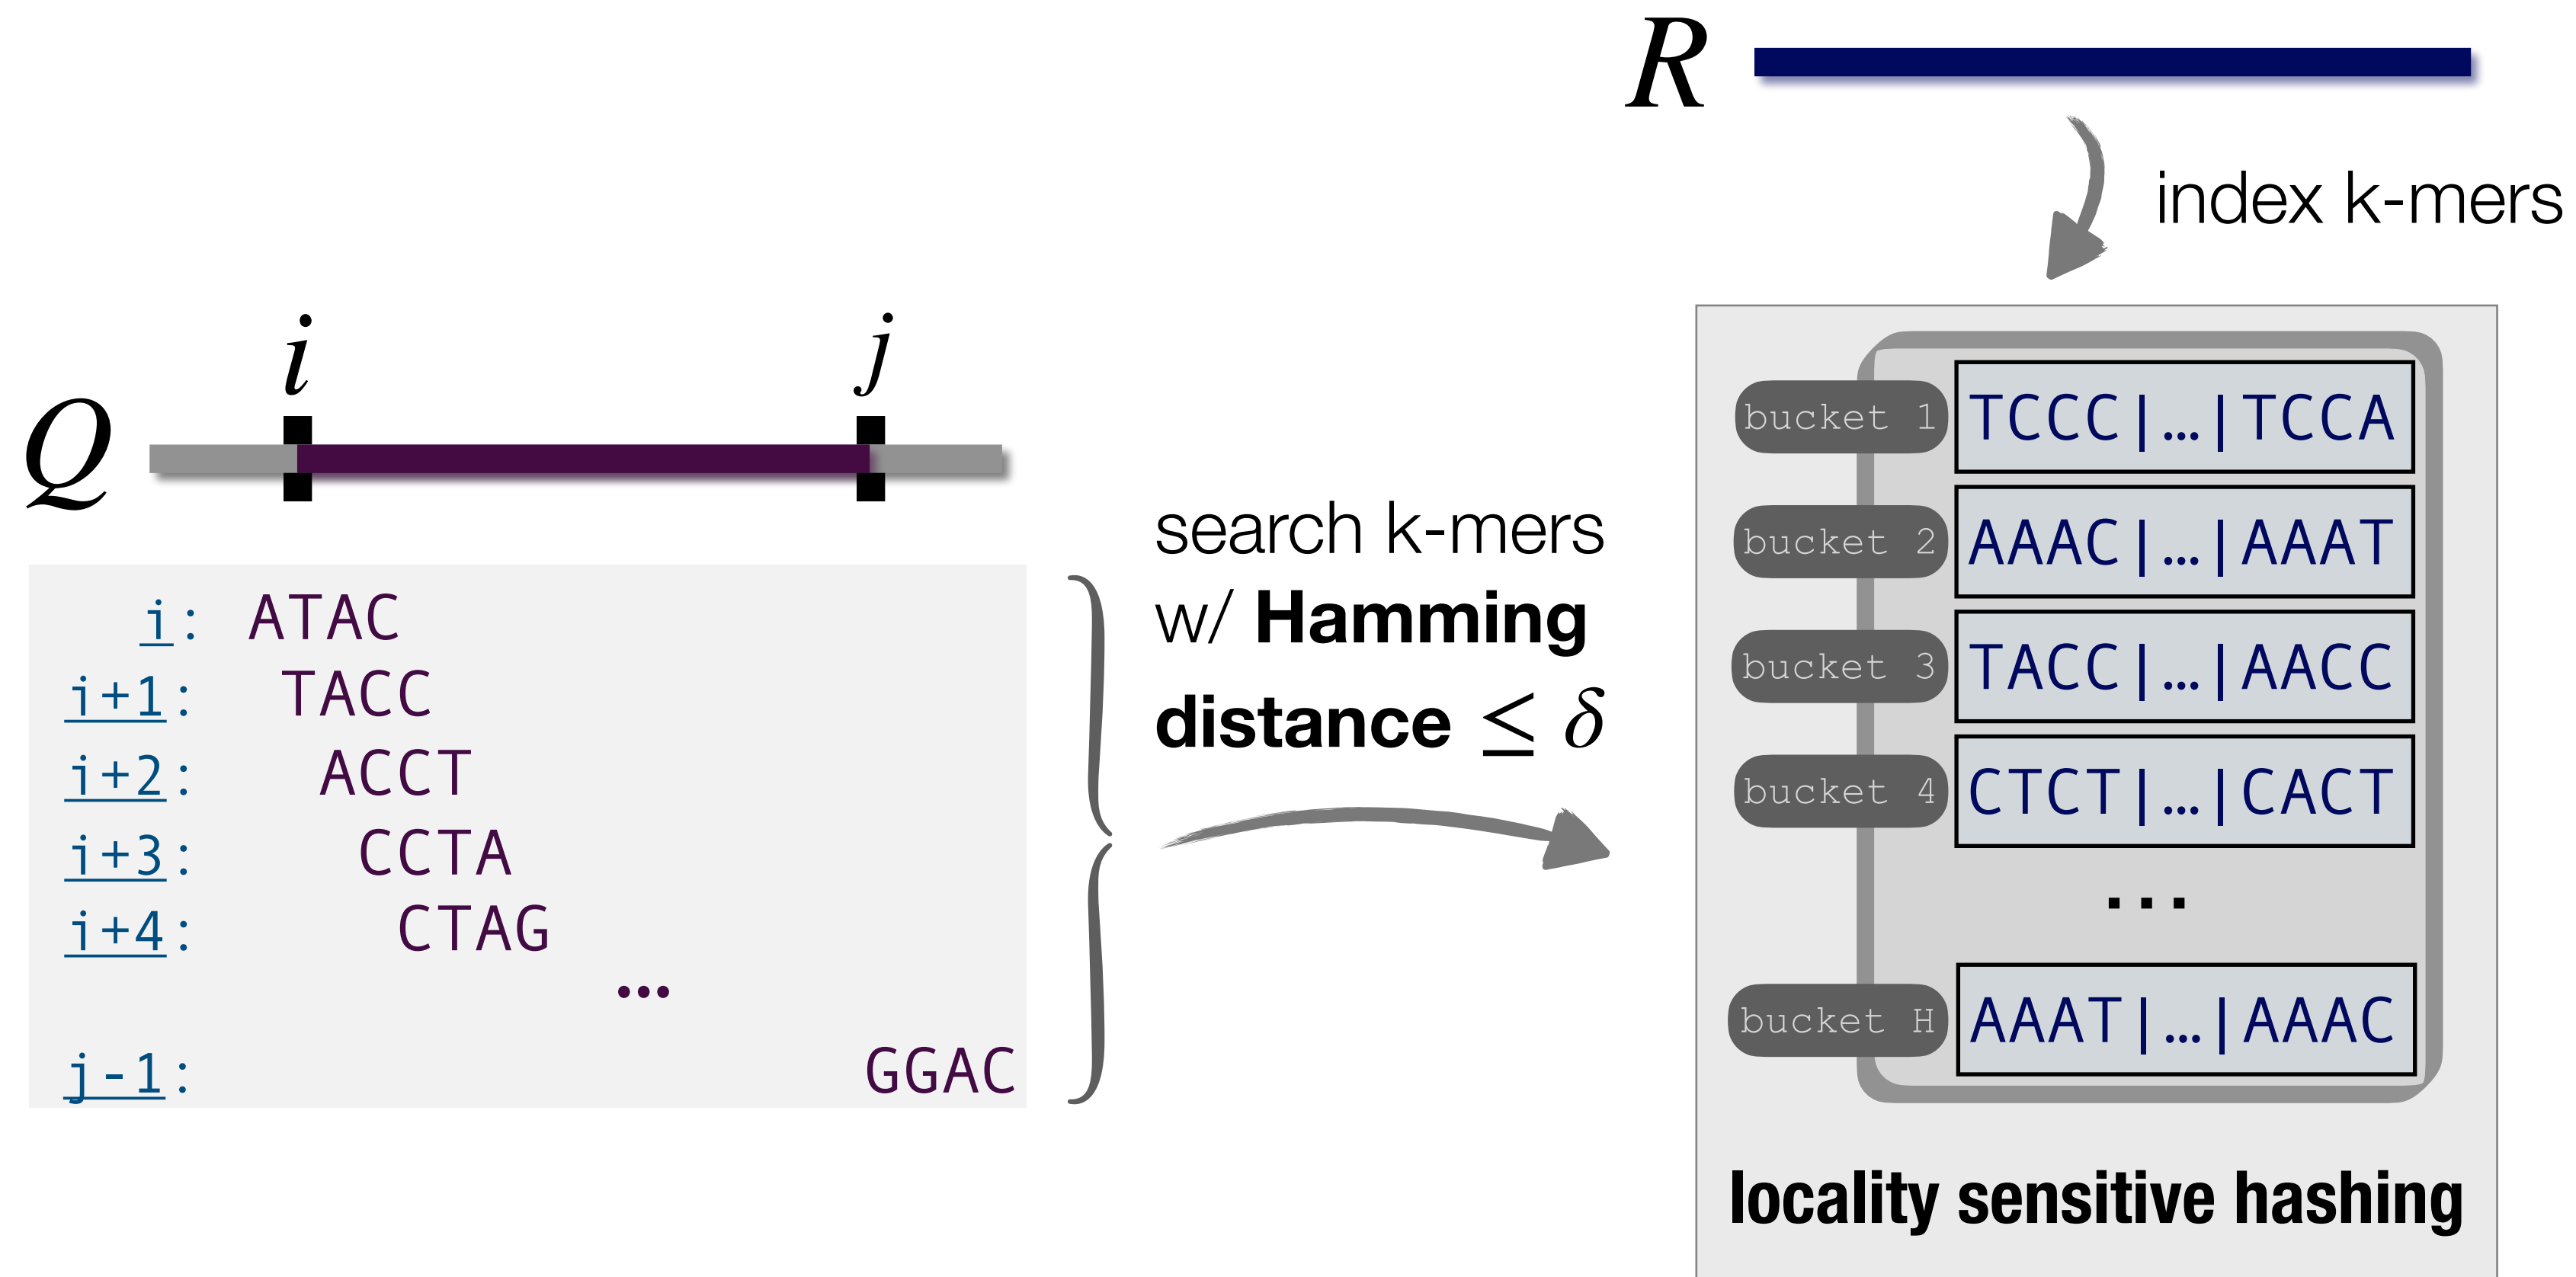 R
index k-mers
i
j
Q
i: ATAC
i+1: TACC
i+2: ACCT
i+3: CCTA
i+4: CTAG
…
j-1: GGAC
search k-mers
w/ Hamming
distance ≤ δ
bucket 1 TCCC|…|TCCA
bucket 2 AAAC|…|AAAT
bucket 3 TACC|…|AACC
bucket 4 CTCT|…|CACT
...
bucket H AAAT|…|AAAC
locality sensitive hashing